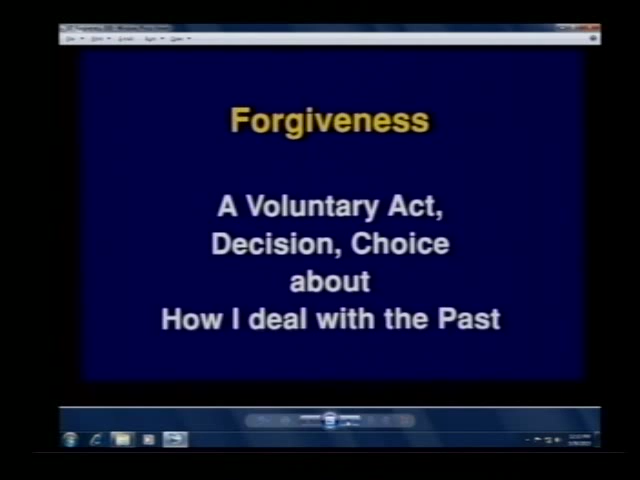 Forgiveness
A Voluntary Act,
Decision, Choice
about
How I deal with the Past